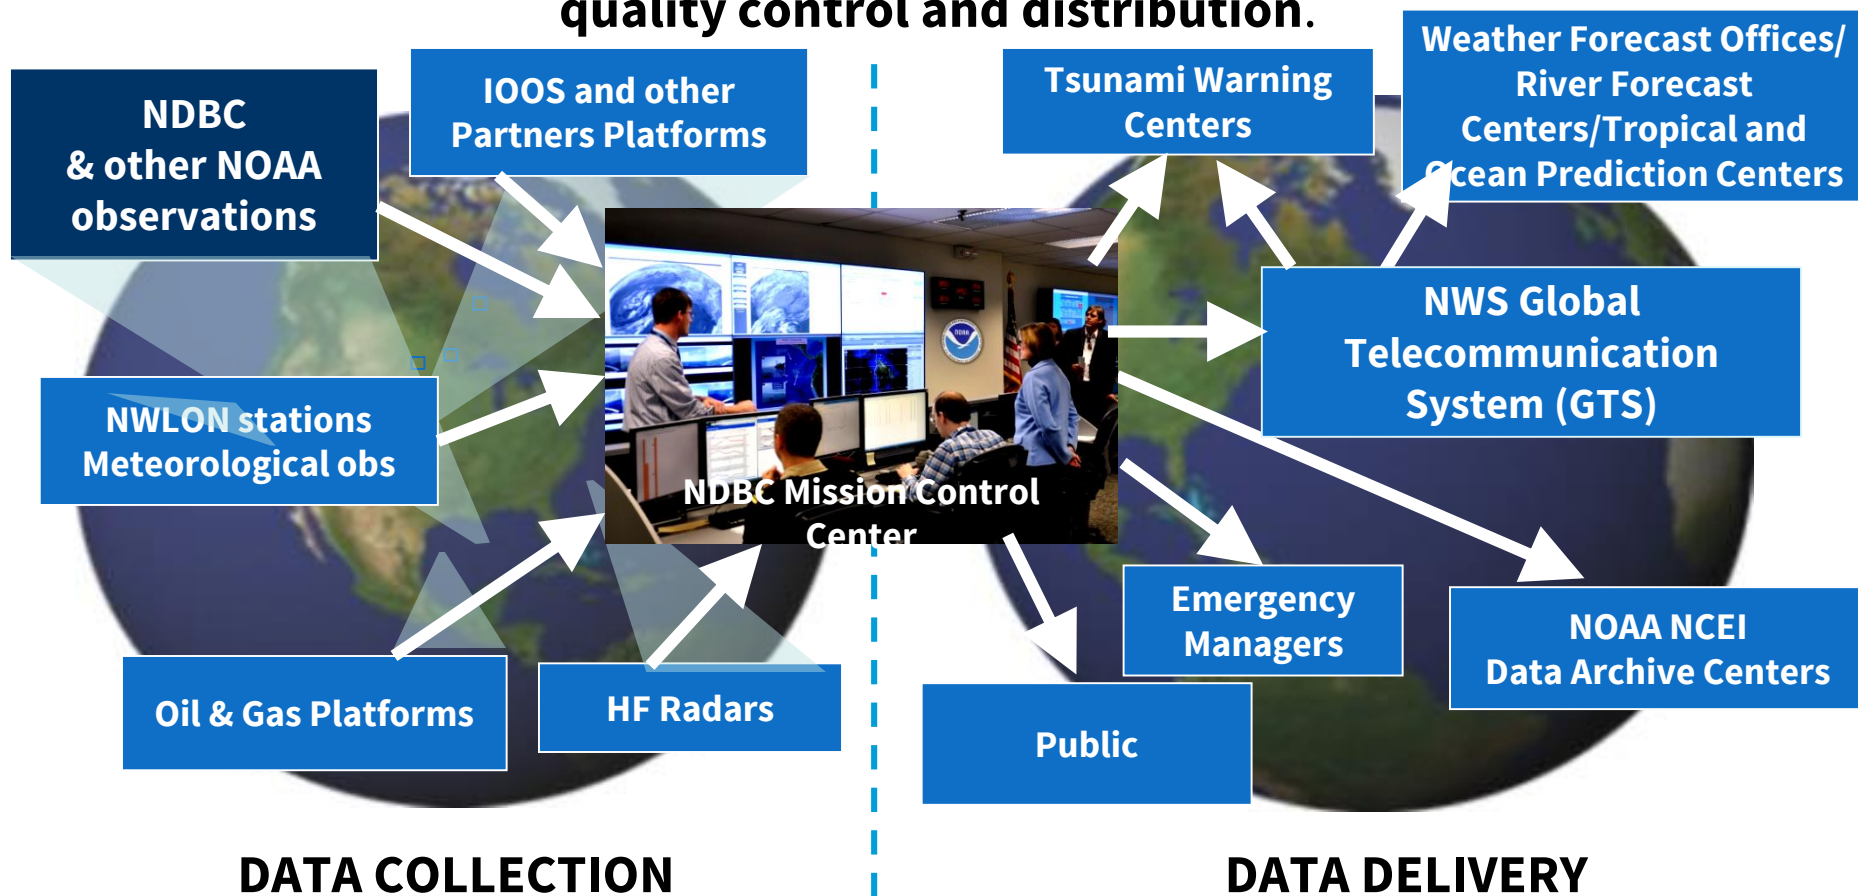 quality control and distribution.
NDBC
& other NOAA
observations
IOOS and other
Partners Platforms
Tsunami Warning
Centers
Weather Forecast Offices/
River Forecast
Centers/Tropical and
Ocean Prediction Centers
NWS Global
Telecommunication
System (GTS)
NOAA
NWLON stations
Meteorological obs
NDBC Mission Control
Center
Emergency
Managers
NOAA NCEI
Data Archive Centers
Oil & Gas Platforms
HF Radars
Public
DATA COLLECTION
DATA DELIVERY